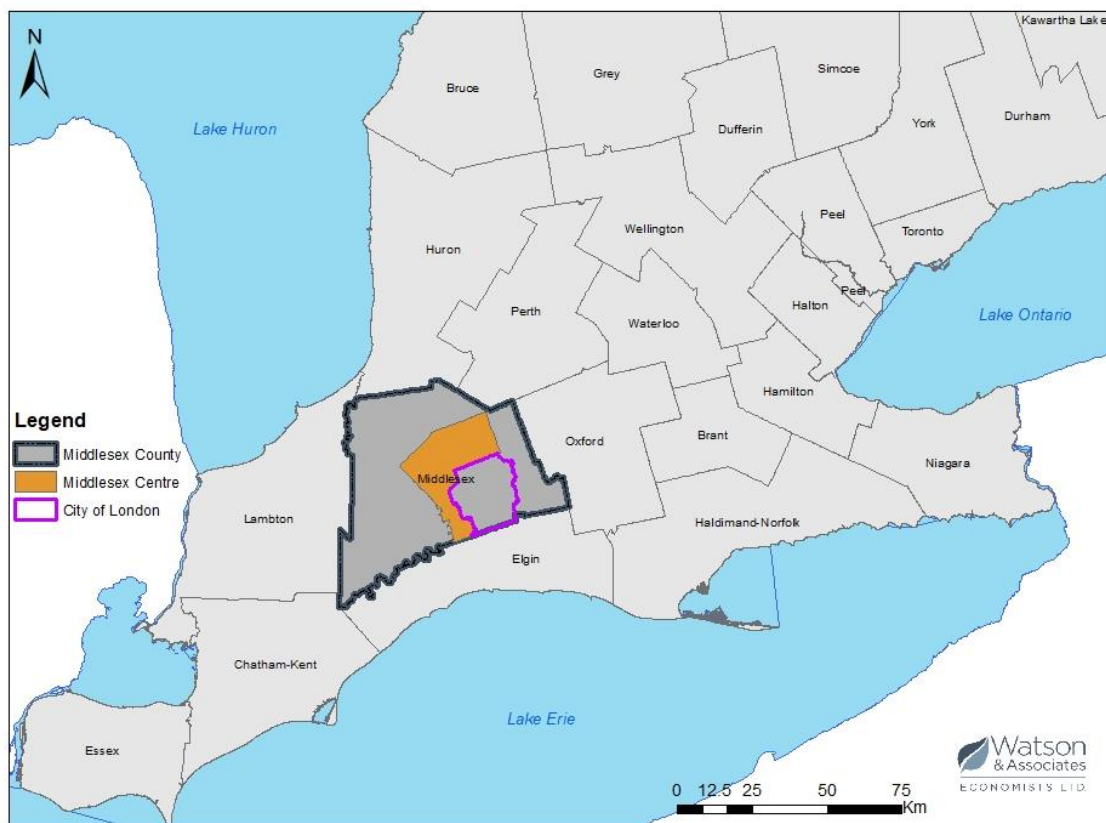 N
Kawartha Lake
Bruce
Grey
Simcoe
Durham
York
Dufferin
Lake Huron
Peel
Toronto
Huron
Wellington
Halton
Peel
Perth
Waterloo
Lake Ontario
Hamilton
Legend
Middlesex County
Middlesex Centre
City of London
Middlesex
Oxford
Brant
Niagara
Lambton
Haldimand-Norfolk
Elgin
Chatham-Kent
Lake Erie
Essex
Watson
& Associates
ECONOMISTS LTD.
0 12.5 25 50 75
Km